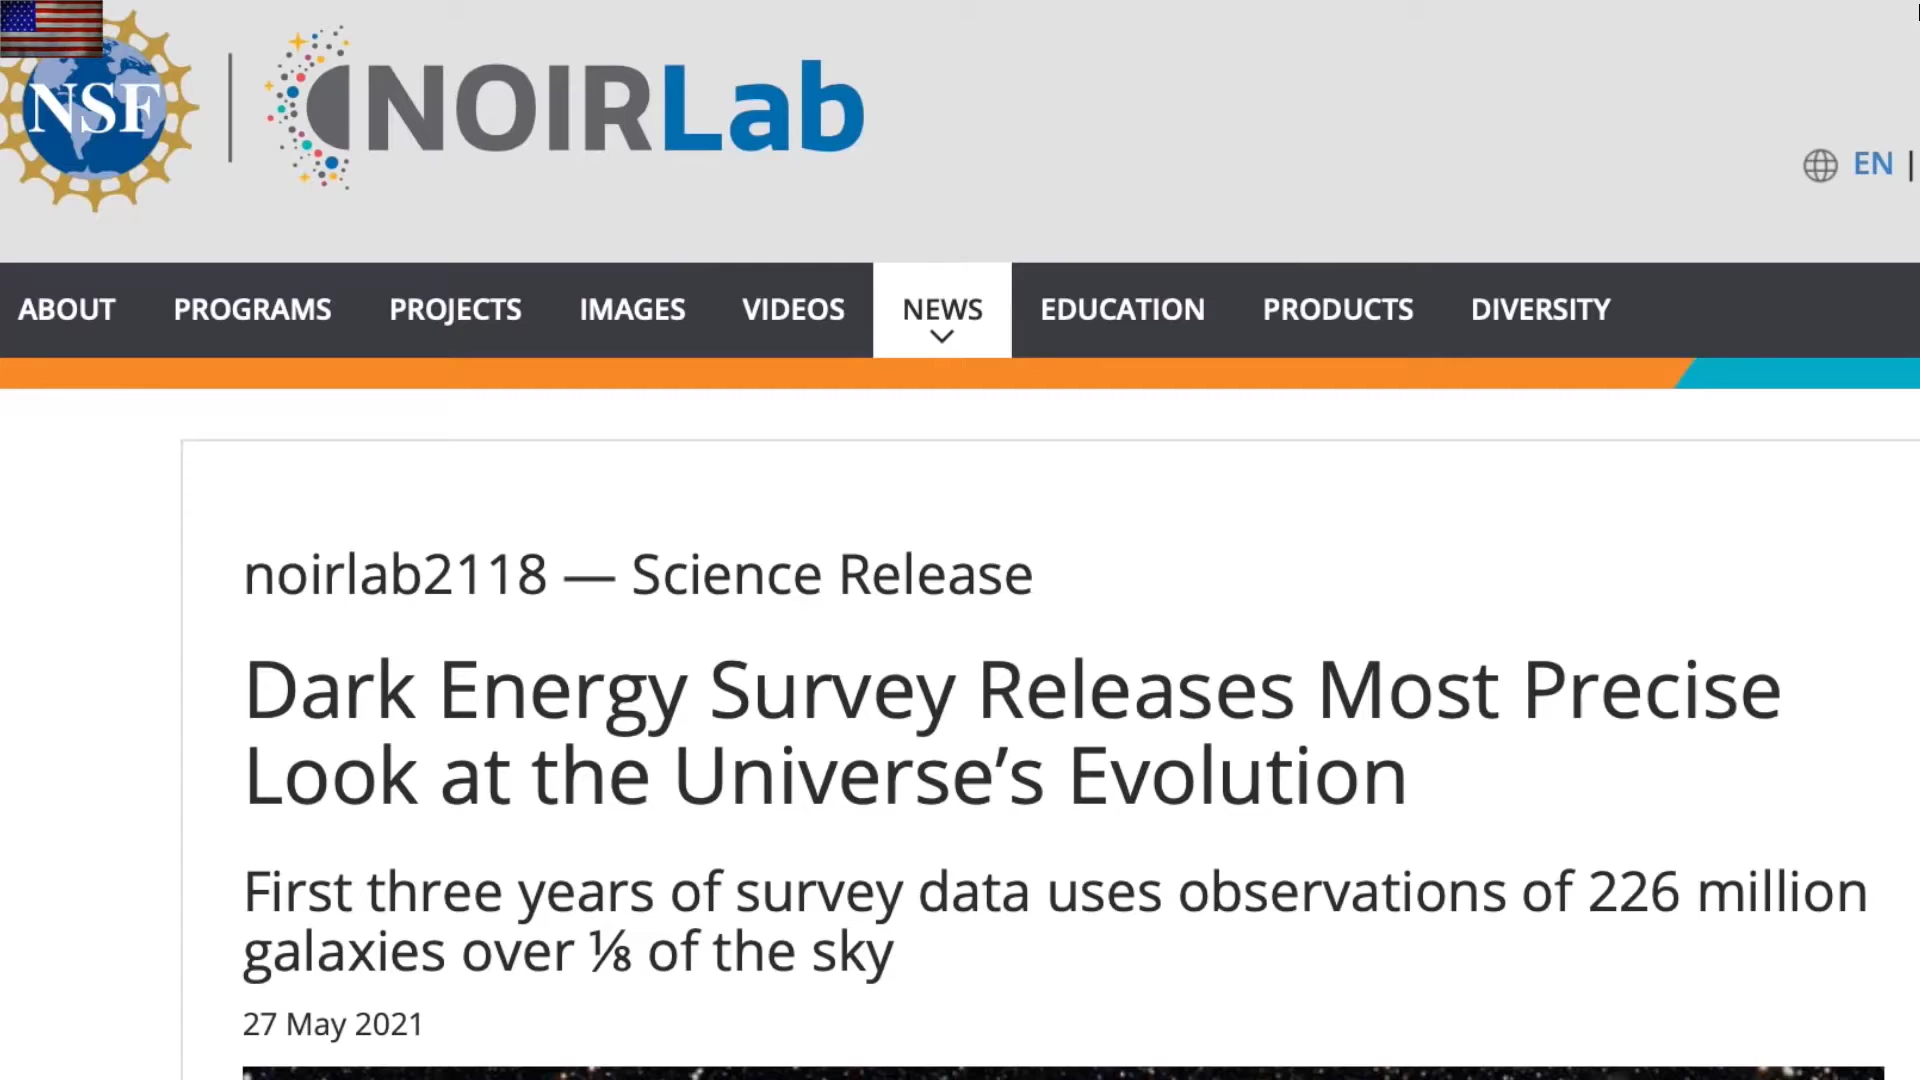 NSF
NOIRLab
EN |
ABOUT PROGRAMS PROJECTS IMAGES VIDEOS NEWS EDUCATION PRODUCTS DIVERSITY
noirlab2118 — Science Release
Dark Energy Survey Releases Most Precise
Look at the Universe’s Evolution
First three years of survey data uses observations of 226 million
galaxies over ⅛ of the sky
27 May 2021